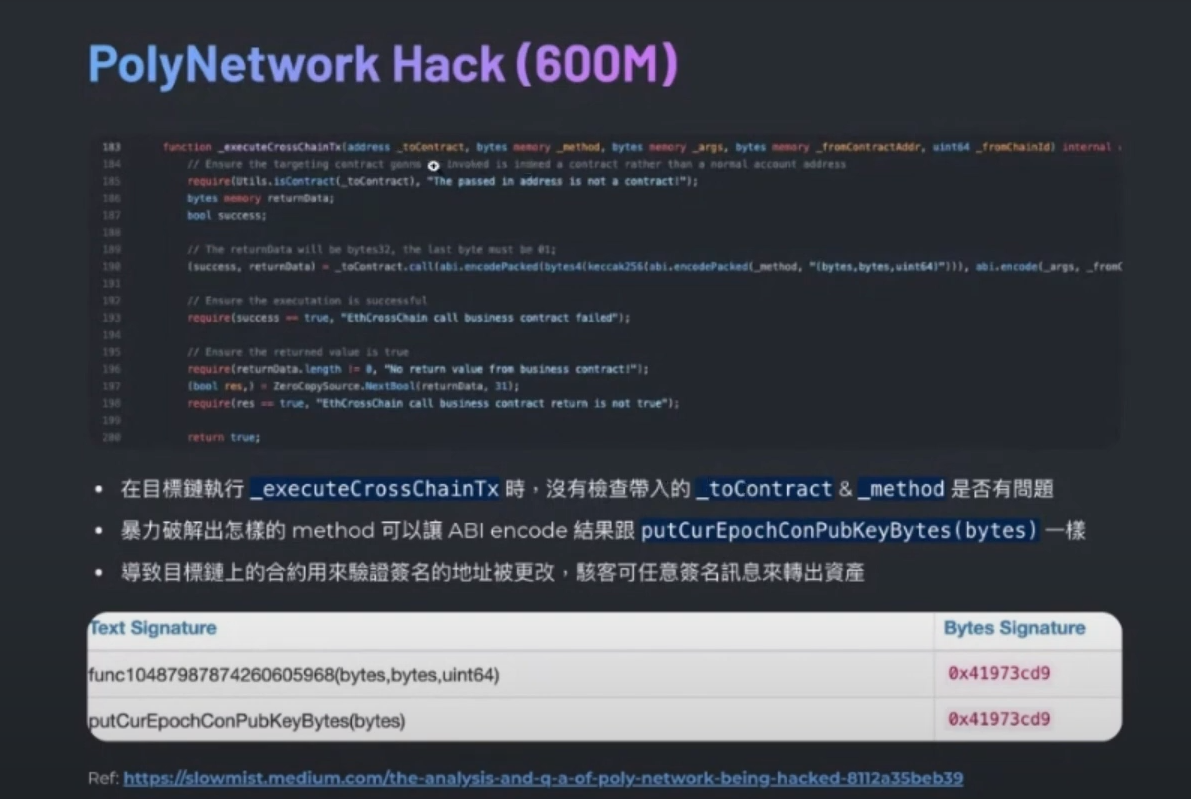 PolyNetwork Hack (600M)
183 function _executeCrossChainTx(address _toContract, bytes memory _method, bytes memory _args, bytes memory _fromContractAddr, uint64 _fromChainId) internal
184 // Ensure the targeting contract gonna invoked is indeed a contract rather than a normal account address
185 require(Utils.isContract(_toContract), "The passed in address is not a contract!");
186 bytes memory returnData;
187 bool success;
188
189 // The returnData will be bytes32, the last byte must be 01;
190 (success, returnData) = _toContract.call(abi.encodePacked(bytes4(keccak256(abi.encodePacked(_method, "(bytes,bytes,uint64)"))), abi.encode(_args, _fromC
191
192 // Ensure the executation is successful
193 require(success == true, "EthCrossChain call business contract failed");
194
195 // Ensure the returned value is true
196 require(returnData.length != 0, "No return value from business contract!");
197 (bool res,) = ZeroCopySource.NextBool(returnData, 31);
198 require(res == true, "EthCrossChain call business contract return is not true");
199
200 return true;
• 在目標鏈執行 _executeCrossChainTx 時，沒有檢查帶入的 _toContract & _method 是否有問題
• 暴力破解出怎樣的 method 可以讓 ABI encode 結果跟 putCurEpochConPubKeyBytes(bytes) 一樣
• 導致目標鏈上的合約用來驗證簽名的地址被更改，駭客可任意簽名訊息來轉出資產
Text Signature Bytes Signature
func10487987874260605968(bytes,bytes,uint64) 0x41973cd9
putCurEpochConPubKeyBytes(bytes) 0x41973cd9
Ref: https://slowmist.medium.com/the-analysis-and-q-a-of-poly-network-being-hacked-8112a35beb39